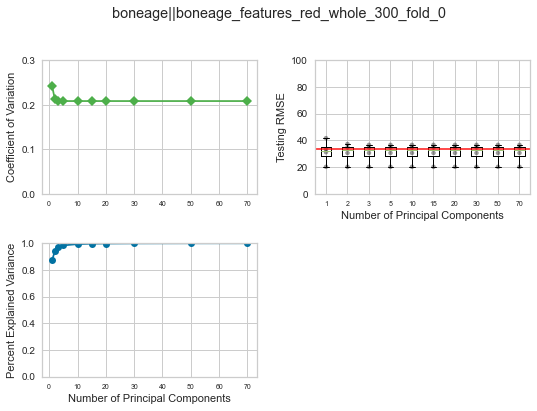 boneage||boneage_features_red_whole_300_fold_0
Coefficient of Variation
0.3
0.2
0.1
0.0
0 10 20 30 40 50 60 70
Testing RMSE
100
80
60
40
20
0
1 2 3 5 10 15 20 30 50 70
Number of Principal Components
Percent Explained Variance
1.0
0.8
0.6
0.4
0.2
0.0
0 10 20 30 40 50 60 70
Number of Principal Components